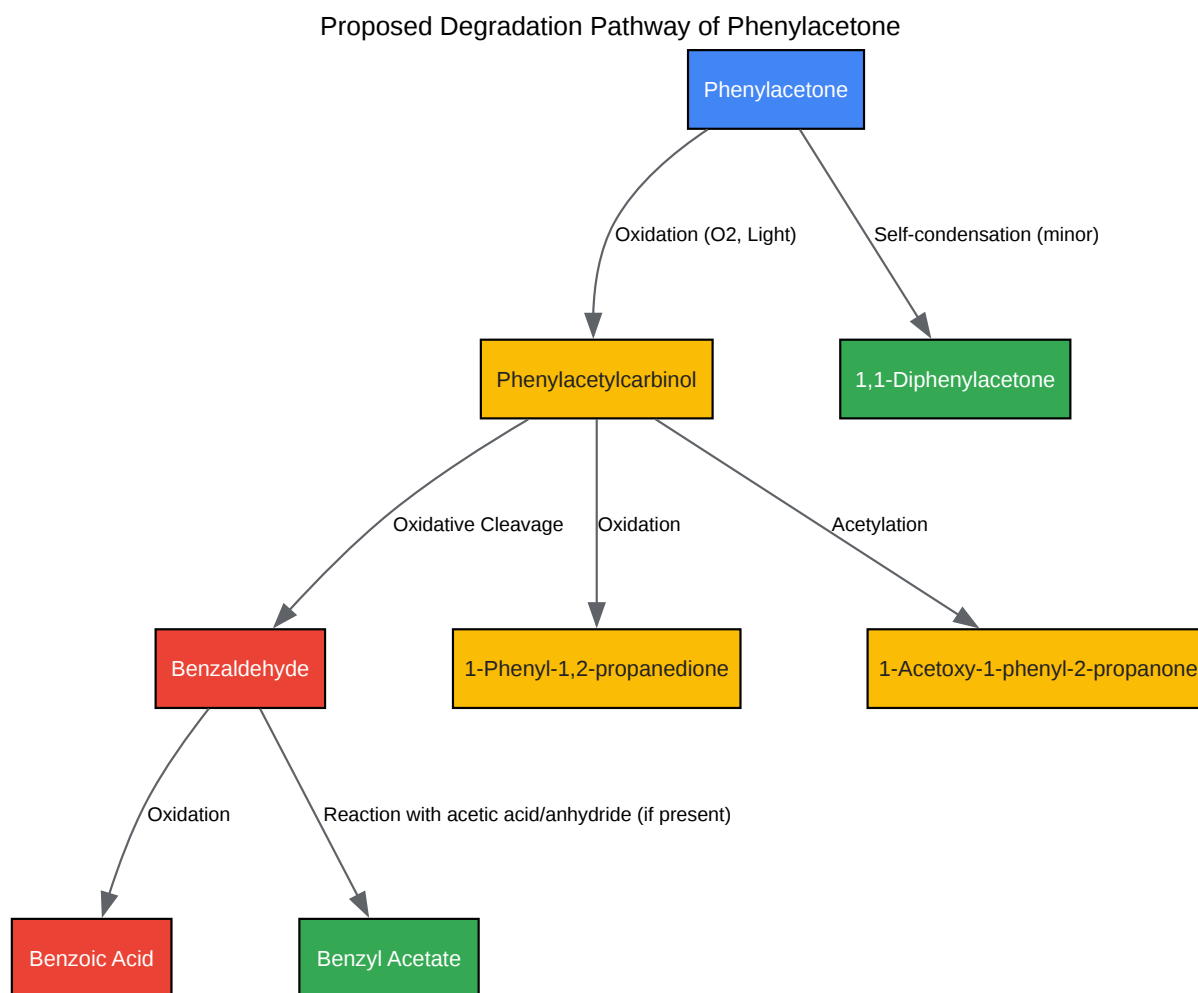 Proposed Degradation Pathway of Phenylacetone
Phenylacetone
Oxidation (O2, Light)
Self-condensation (minor)
Phenylacetylcarbinol
1,1-Diphenylacetone
Oxidative Cleavage
Oxidation
Acetylation
Benzaldehyde
1-Phenyl-1,2-propanedione
1-Acetoxy-1-phenyl-2-propanone
Oxidation
Reaction with acetic acid/anhydride (if present)
Benzoic Acid
Benzyl Acetate